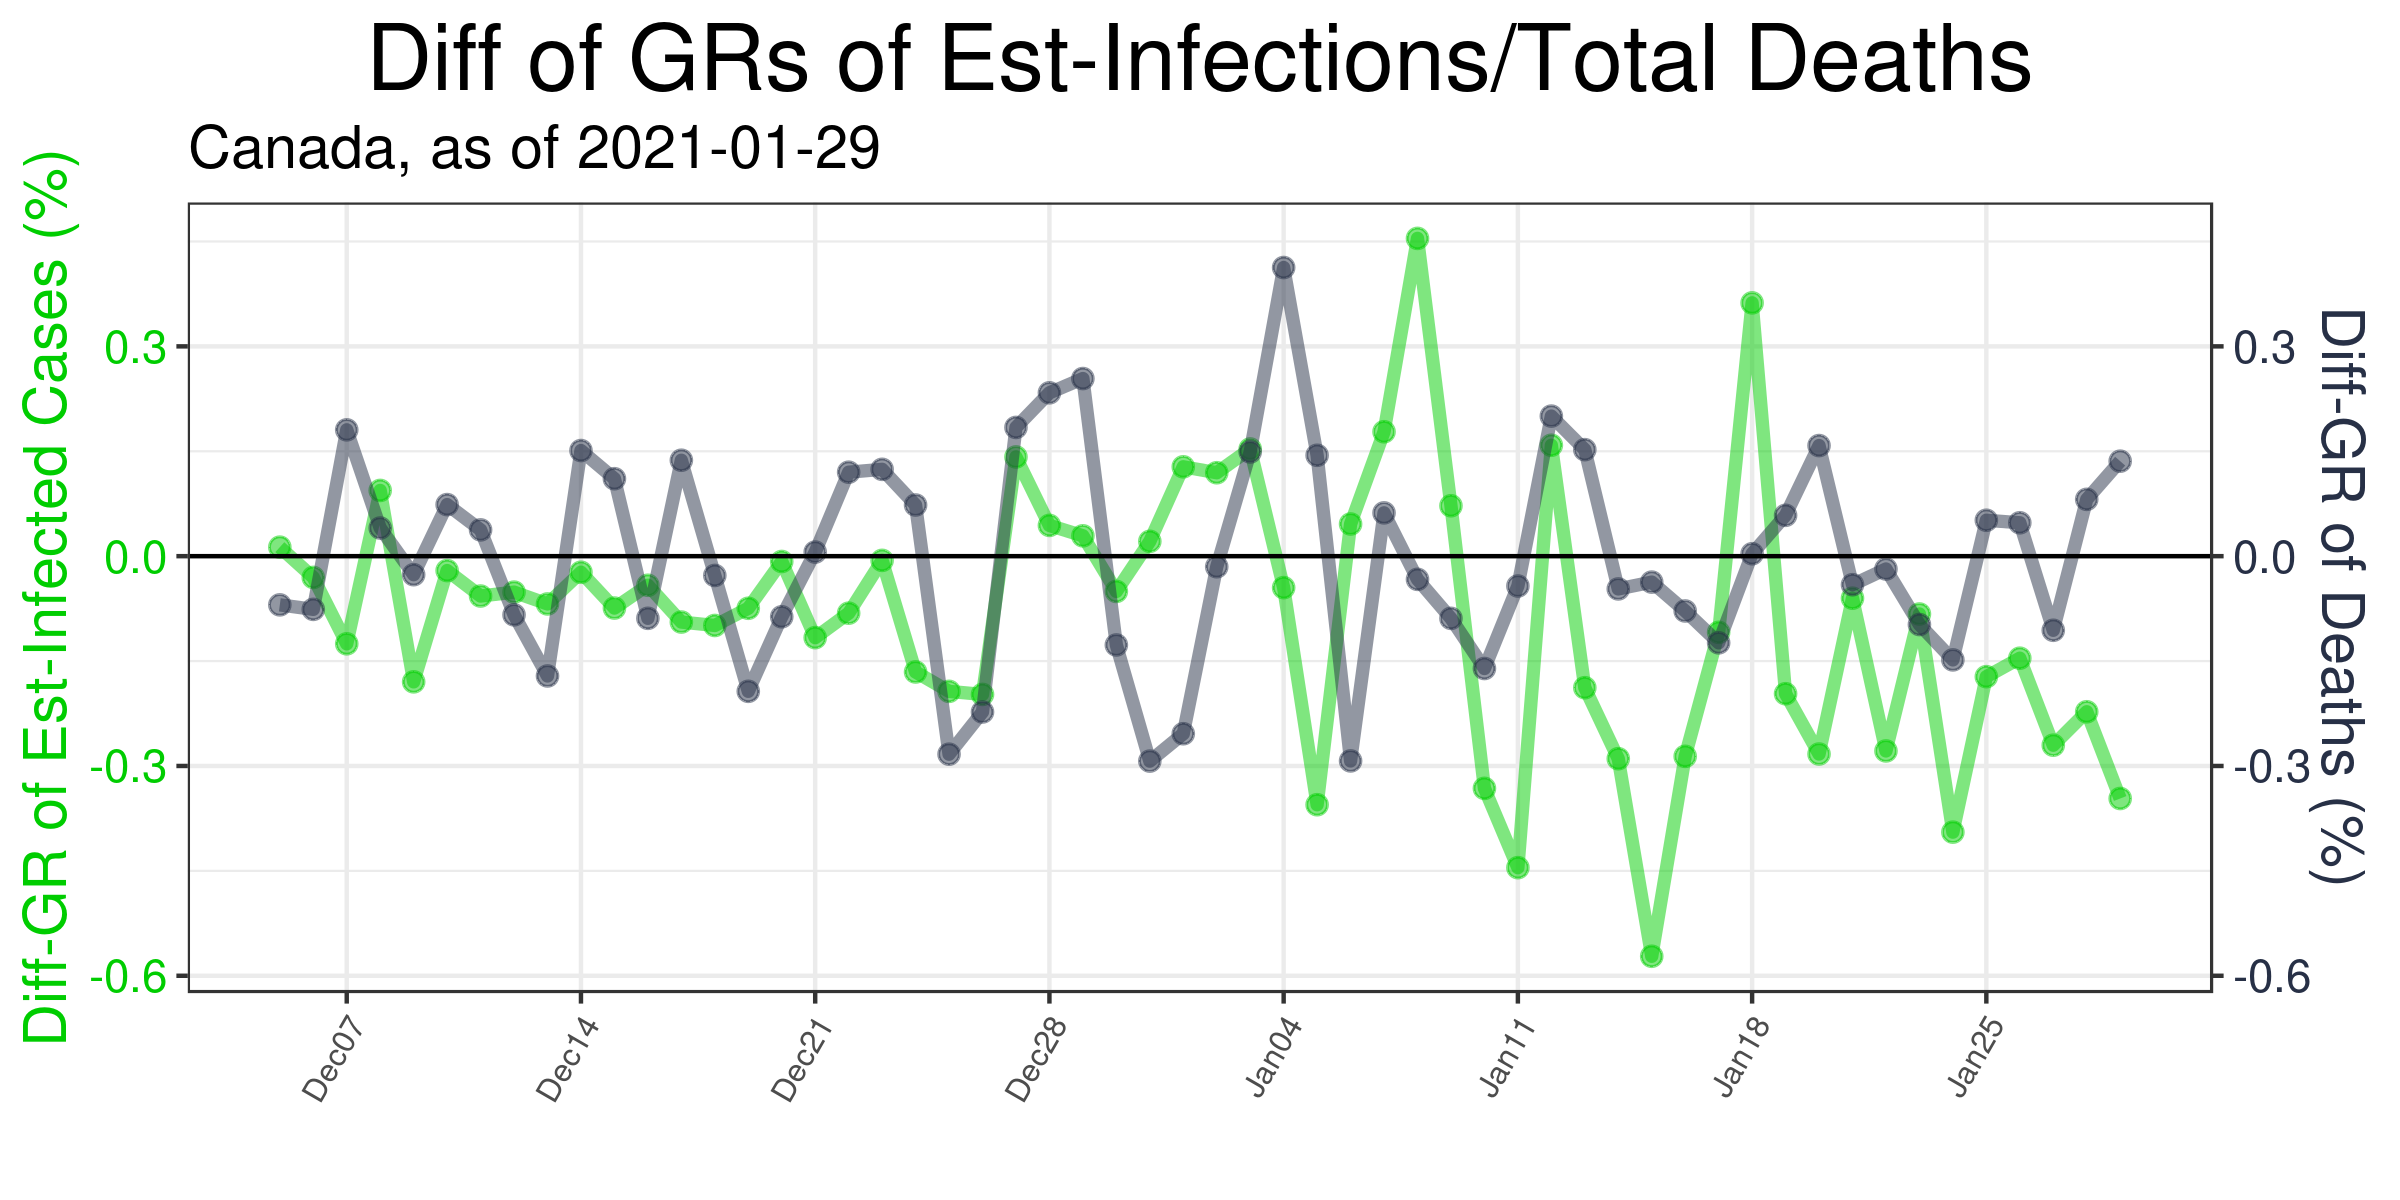 Diff of GRs of Est-Infections/Total Deaths
Canada, as of 2021-01-29
Diff-GR of Est-Infected Cases (%)
0.3
0.0
-0.3
-0.6
0.3
0.0
-0.3
-0.6
Diff-GR of Deaths (%)
Dec07
Dec14
Dec21
Dec28
Jan04
Jan11
Jan18
Jan25